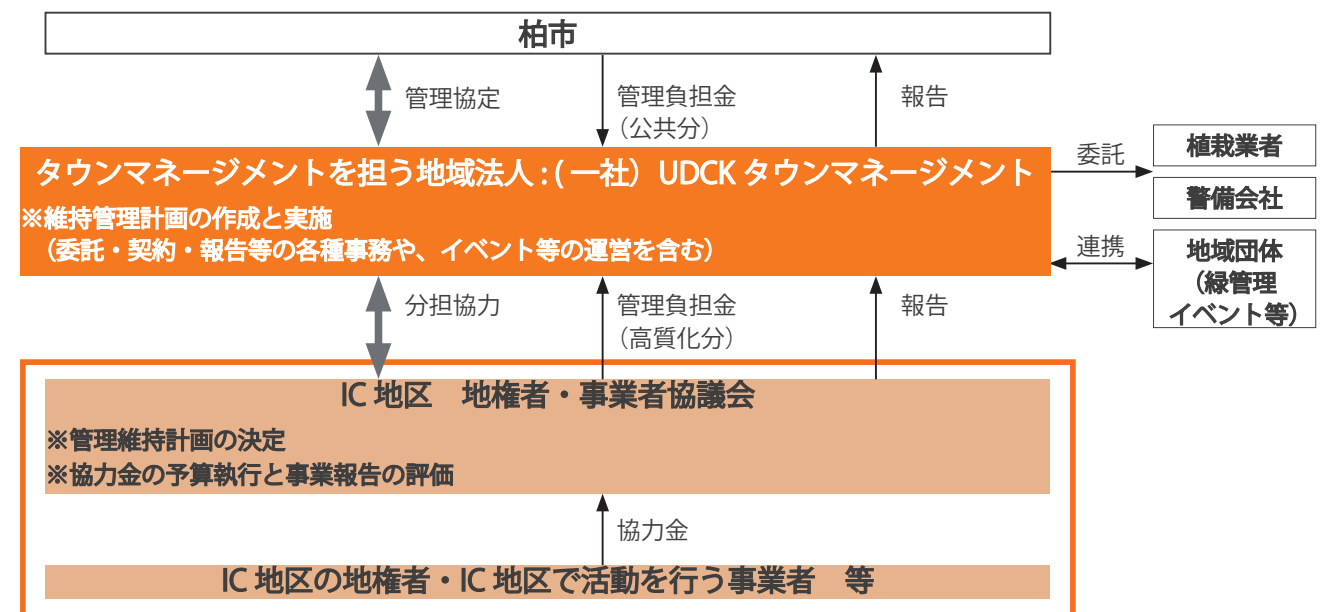 柏市
管理協定
管理負担金
（公共分）
報告
タウンマネージメントを担う地域法人 : ( 一社）UDCK タウンマネージメント
※維持管理計画の作成と実施
（委託・契約・報告等の各種事務や、イベント等の運営を含む）
委託
植栽業者
警備会社
連携
地域団体
（緑管理
イベント等）
分担協力
管理負担金
（高質化分）
報告
IC 地区　地権者・事業者協議会
※管理維持計画の決定
※協力金の予算執行と事業報告の評価
協力金
IC 地区の地権者・IC 地区で活動を行う事業者　等